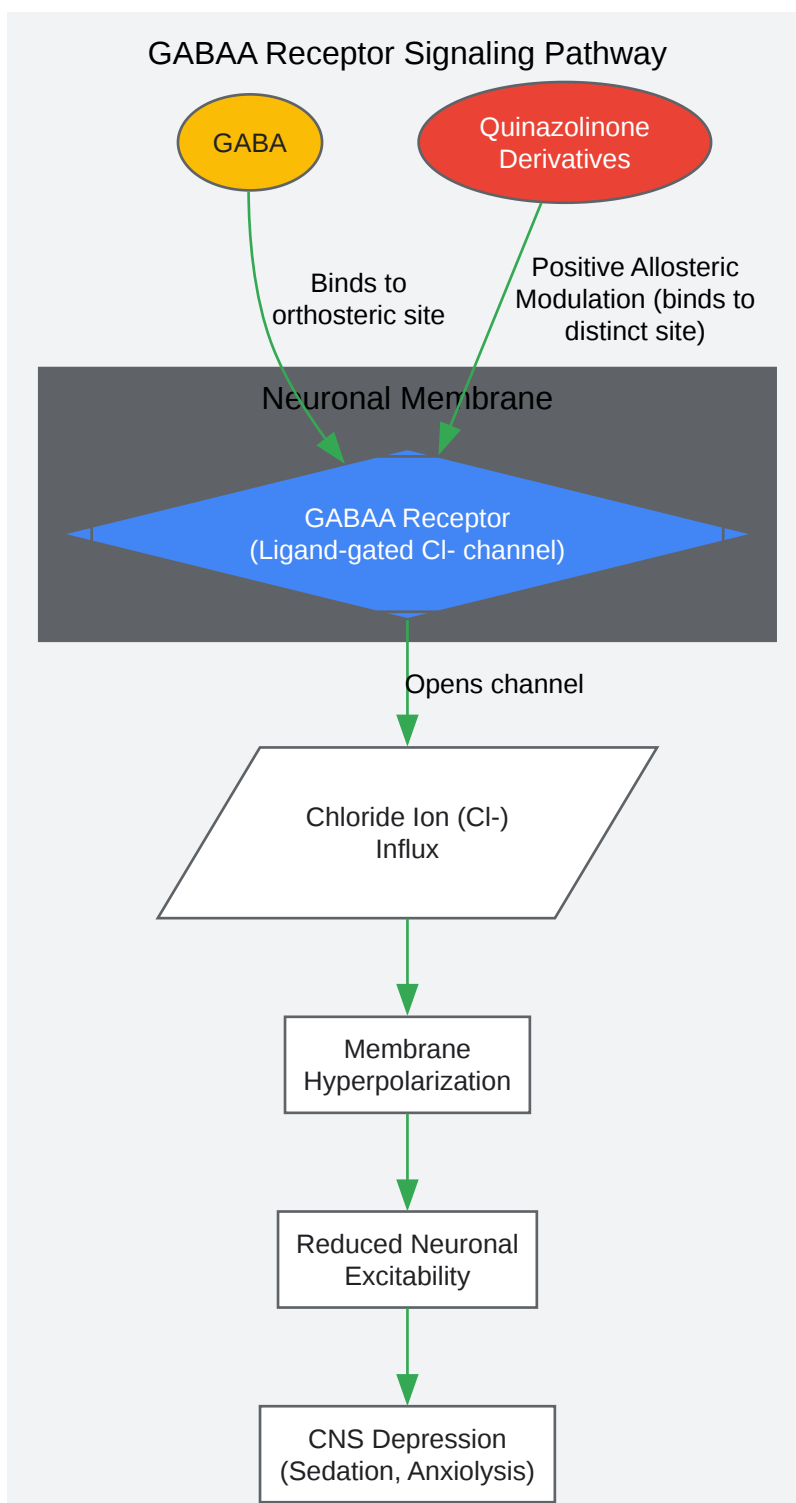 GABAA Receptor Signaling Pathway
GABA
Quinazolinone
Derivatives
Binds to
orthosteric site
Positive Allosteric
Modulation (binds to
distinct site)
Neuronal Membrane
GABAA Receptor
(Ligand-gated Cl- channel)
Opens channel
Chloride Ion (Cl-)
Influx
Membrane
Hyperpolarization
Reduced Neuronal
Excitability
CNS Depression
(Sedation, Anxiolysis)